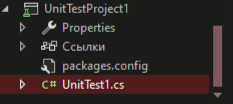 UnitTestProject1
Properties
Ссылки
packages.config
C# UnitTest1.cs